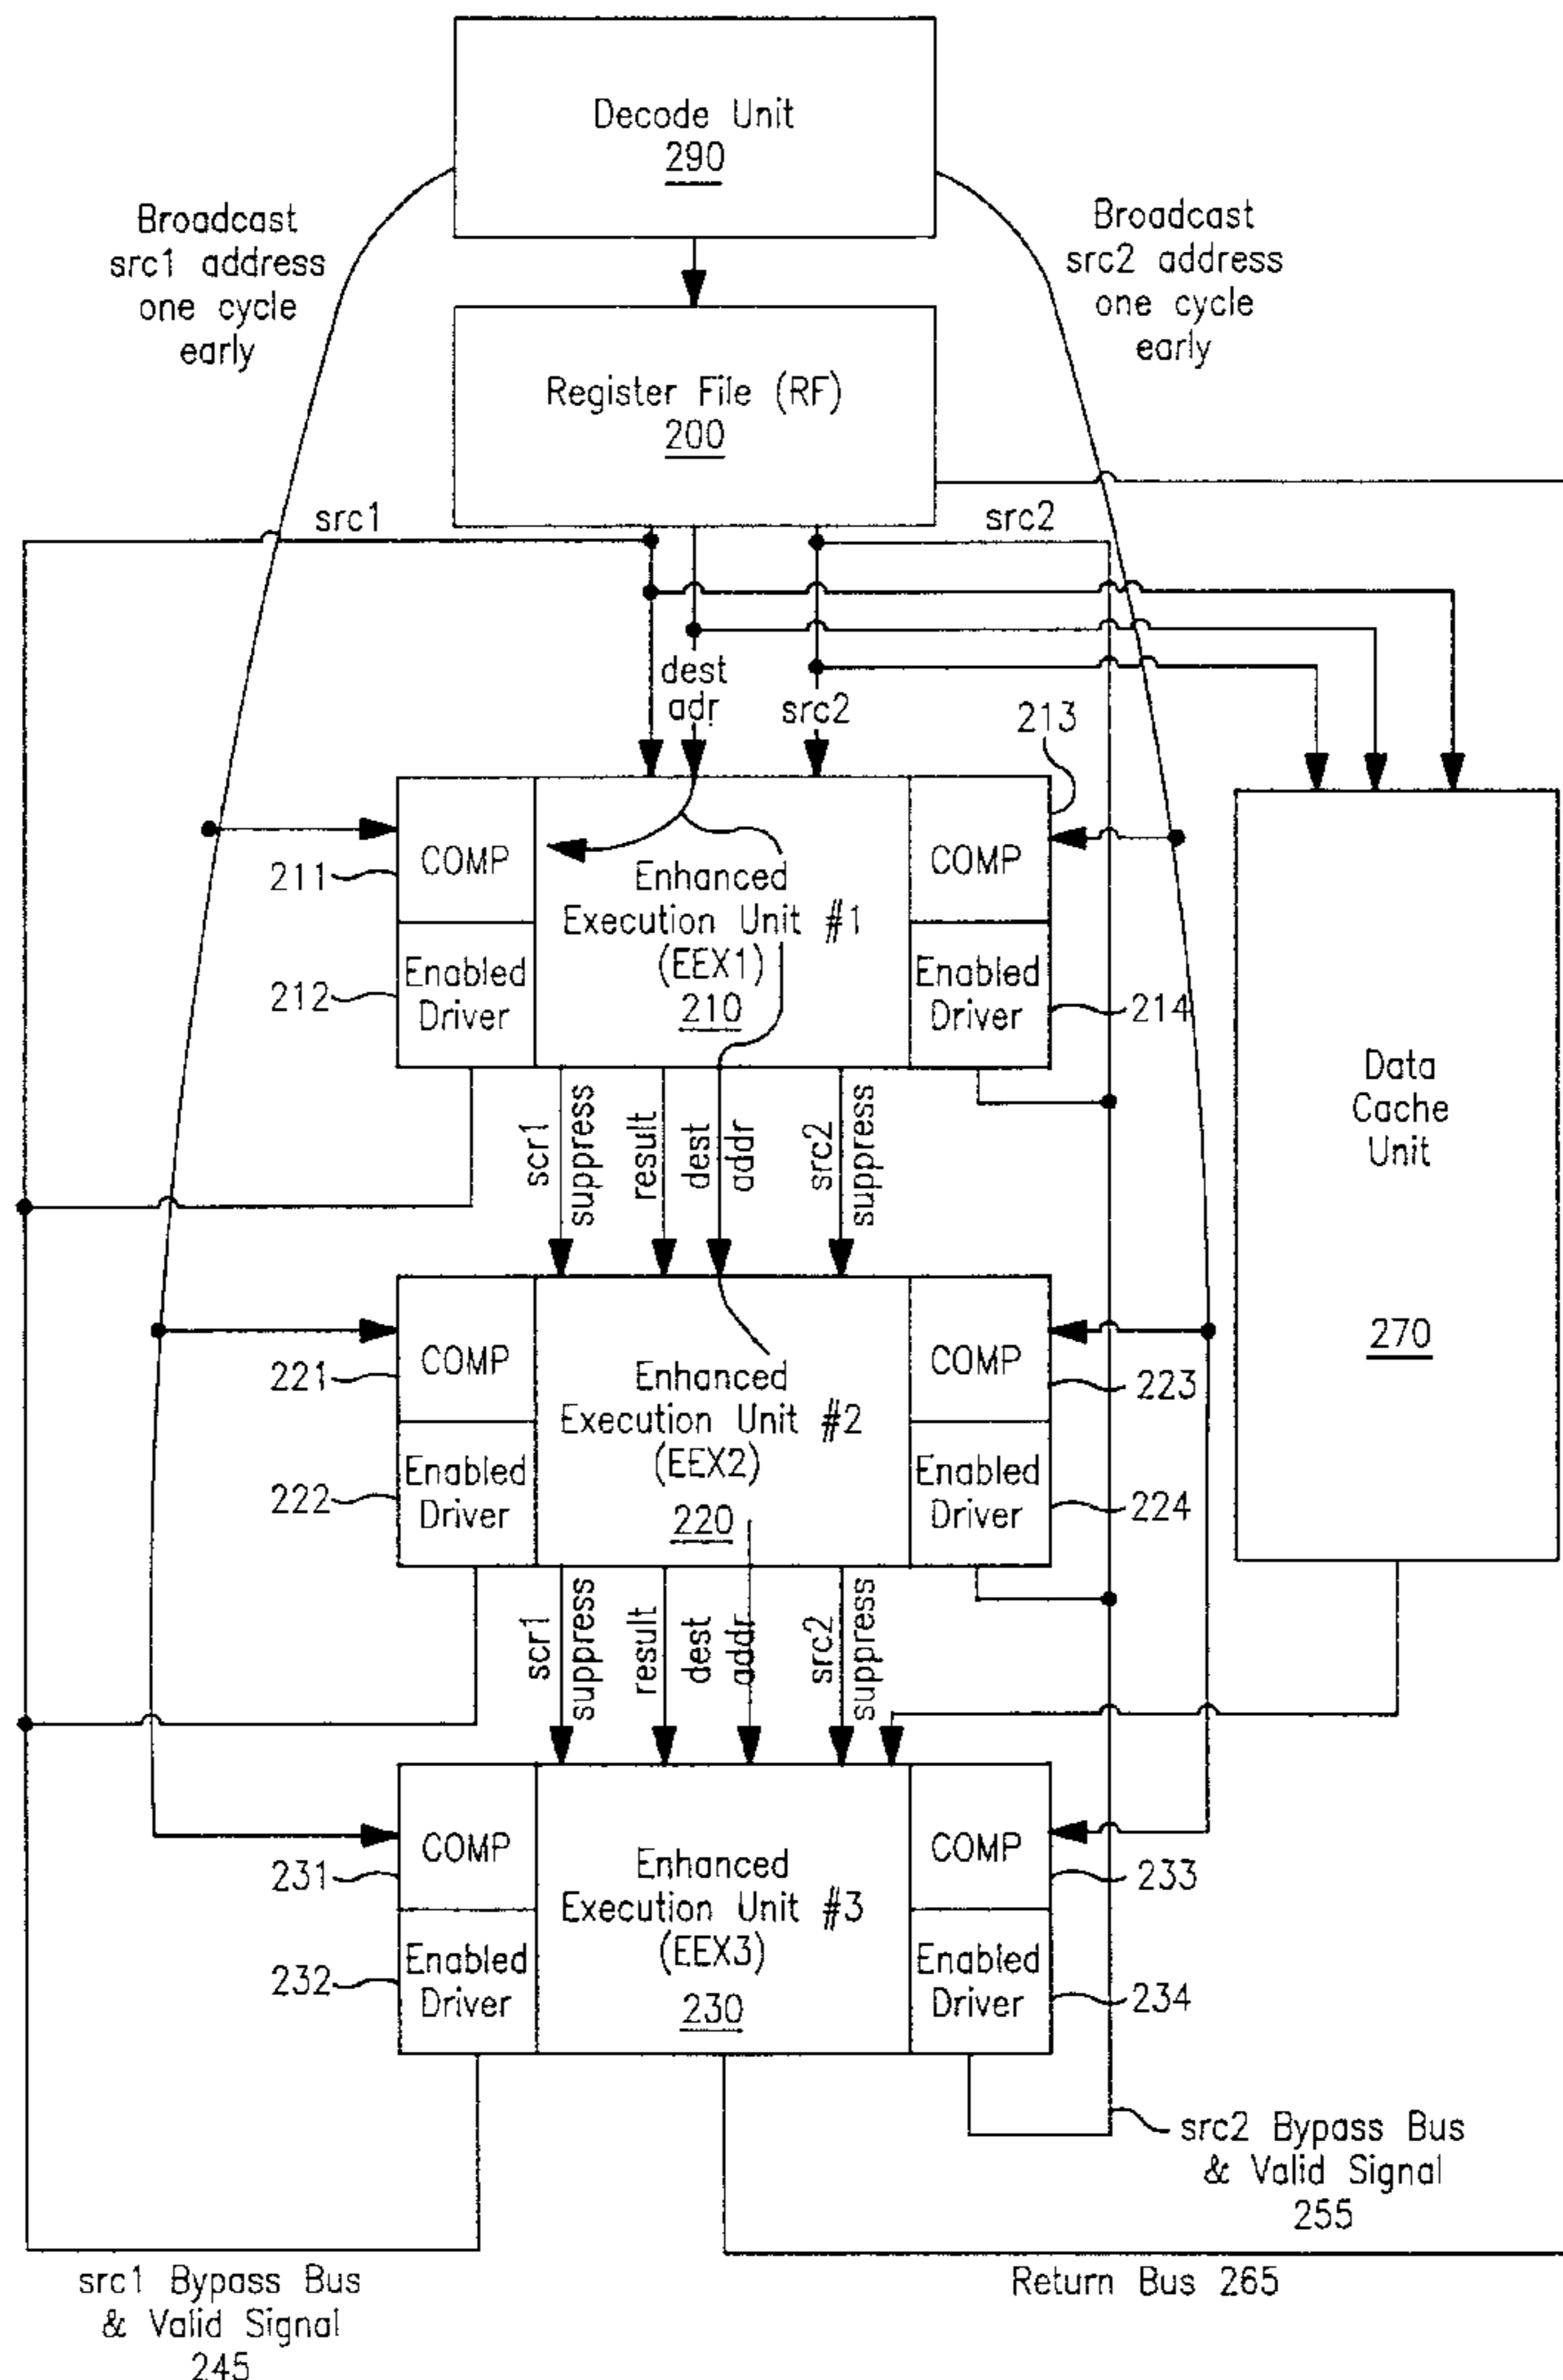 Decode Unit
290
Broadcast
src1 address
one cycle
early
Broadcast
src2 address
one cycle
early
Register File (RF)
200
src1
src2
dest
adr
src2
213
COMP
COMP
211
Enhanced
Execution Unit #1
(EEX1)
210
Enabled
Driver
Enabled
Driver
212
214
Data
Cache
Unit
270
scr1
suppress
result
dest
addr
src2
suppress
COMP
COMP
221
223
Enhanced
Execution Unit #2
(EEX2)
220
Enabled
Driver
Enabled
Driver
222
224
scr1
suppress
result
dest
addr
src2
suppress
COMP
COMP
231
233
Enhanced
Execution Unit #3
(EEX3)
230
Enabled
Driver
Enabled
Driver
232
234
src2 Bypass Bus
& Valid Signal
255
src1 Bypass Bus
& Valid Signal
245
Return Bus 265